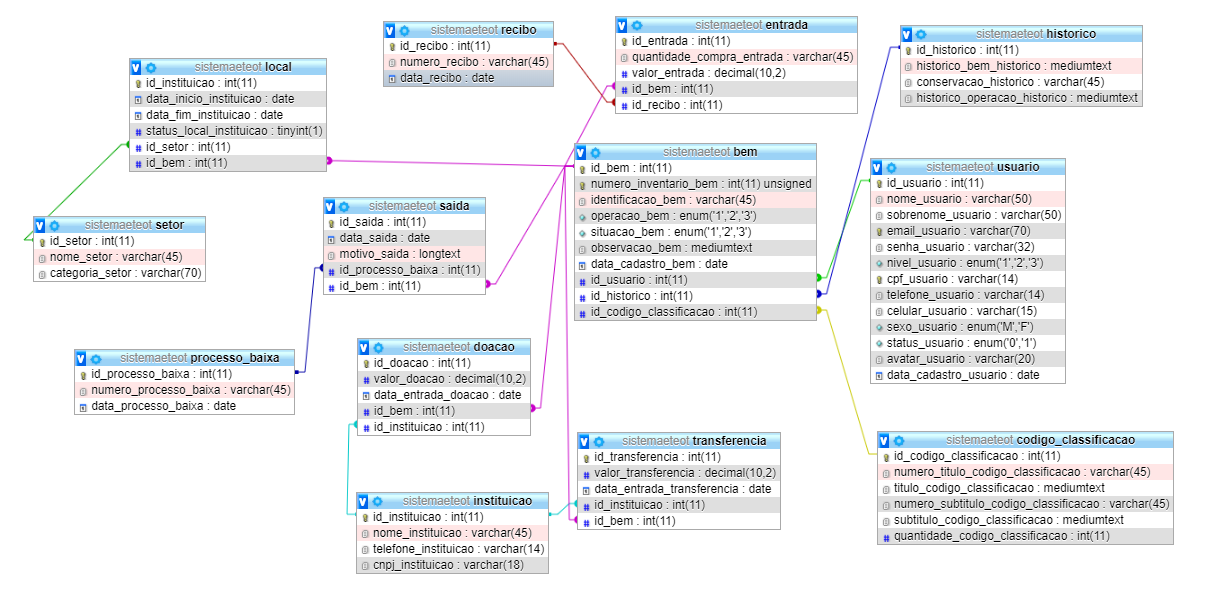 sistemaeteot recibo
id_recibo : int(11)
numero_recibo : varchar(45)
data_recibo : date
sistemaeteot entrada
id_entrada : int(11)
quantidade_compra_entrada : varchar(45)
valor_entrada : decimal(10,2)
id_bem : int(11)
id_recibo : int(11)
sistemaeteot historico
id_historico : int(11)
historico_bem_historico : mediumtext
conservacao_historico : varchar(45)
historico_operacao_historico : mediumtext
sistemaeteot local
id_instituicao : int(11)
data_inicio_instituicao : date
data_fim_instituicao : date
status_local_instituicao : tinyint(1)
id_setor : int(11)
id_bem : int(11)
sistemaeteot bem
id_bem : int(11)
numero_inventario_bem : int(11) unsigned
identificacao_bem : varchar(45)
operacao_bem : enum('1','2','3')
situacao_bem : enum('1','2','3')
observacao_bem : mediumtext
data_cadastro_bem : date
id_usuario : int(11)
id_historico : int(11)
id_codigo_classificacao : int(11)
sistemaeteot usuario
id_usuario : int(11)
nome_usuario : varchar(50)
sobrenome_usuario : varchar(50)
email_usuario : varchar(70)
senha_usuario : varchar(32)
nivel_usuario : enum('1','2','3')
cpf_usuario : varchar(14)
telefone_usuario : varchar(14)
celular_usuario : varchar(15)
sexo_usuario : enum('M','F')
status_usuario : enum('0','1')
avatar_usuario : varchar(20)
data_cadastro_usuario : date
sistemaeteot setor
id_setor : int(11)
nome_setor : varchar(45)
categoria_setor : varchar(70)
sistemaeteot saida
id_saida : int(11)
data_saida : date
motivo_saida : longtext
id_processo_baixa : int(11)
id_bem : int(11)
sistemaeteot processo_baixa
id_processo_baixa : int(11)
numero_processo_baixa : varchar(45)
data_processo_baixa : date
sistemaeteot doacao
id_doacao : int(11)
valor_doacao : decimal(10,2)
data_entrada_doacao : date
id_bem : int(11)
id_instituicao : int(11)
sistemaeteot transferencia
id_transferencia : int(11)
valor_transferencia : decimal(10,2)
data_entrada_transferencia : date
id_instituicao : int(11)
id_bem : int(11)
sistemaeteot codigo_classificacao
id_codigo_classificacao : int(11)
numero_titulo_codigo_classificacao : varchar(45)
titulo_codigo_classificacao : mediumtext
numero_subtitulo_codigo_classificacao : varchar(45)
subtitulo_codigo_classificacao : mediumtext
quantidade_codigo_classificacao : int(11)
sistemaeteot instituicao
id_instituicao : int(11)
nome_instituicao : varchar(45)
telefone_instituicao : varchar(14)
cnpj_instituicao : varchar(18)